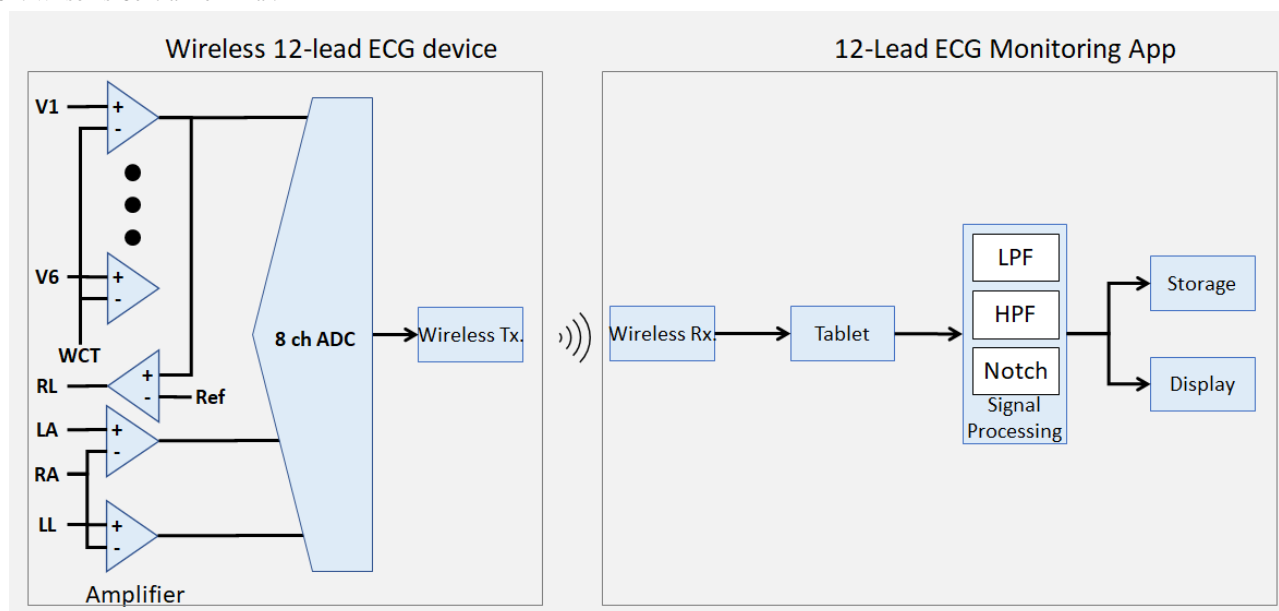 Wireless 12-lead ECG device
12-Lead ECG Monitoring App
V1
+
-
V6
+
-
WCT
RL
+
-
Ref
LA
+
-
RA
LL
+
-
Amplifier
8 ch ADC
Wireless Tx.
Wireless Rx.
Tablet
LPF
HPF
Notch
Signal
Processing
Storage
Display